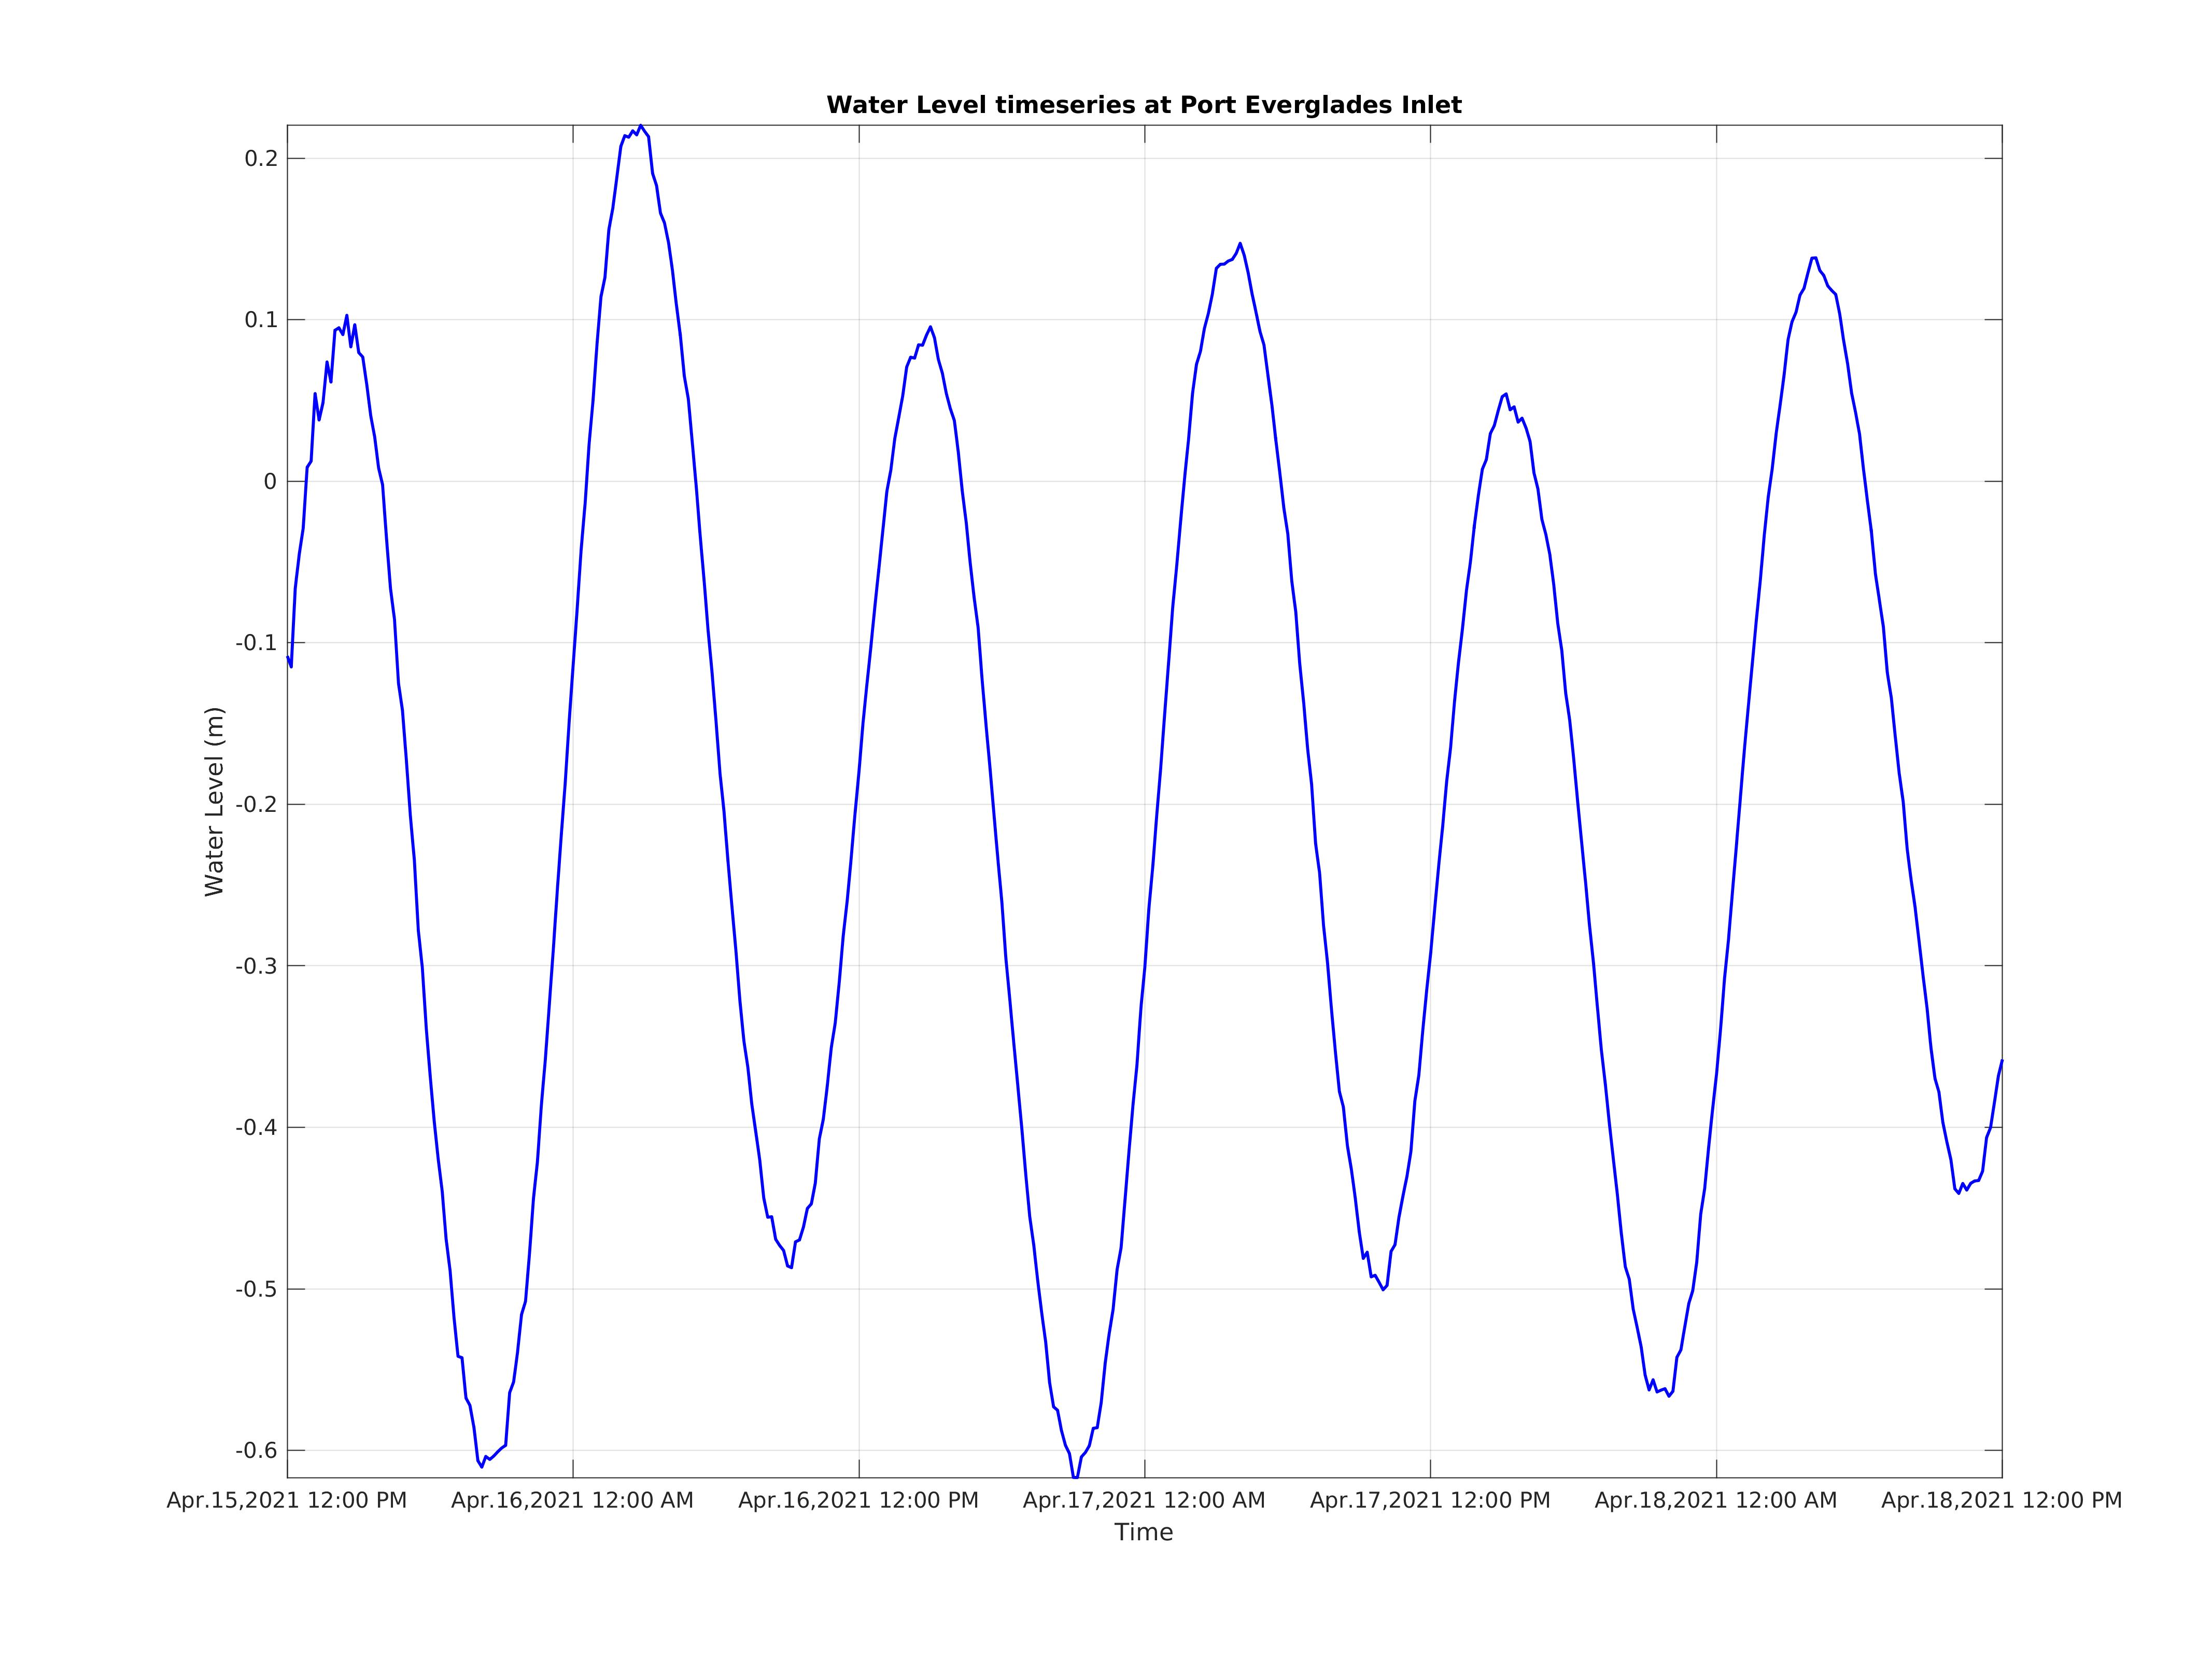 Water Level timeseries at Port Everglades Inlet
0.2
0.1
0
-0.1
-0.2
-0.3
-0.4
-0.5
-0.6
Water Level (m)
Apr.15,2021 12:00 PM
Apr.16,2021 12:00 AM
Apr.16,2021 12:00 PM
Apr.17,2021 12:00 AM
Apr.17,2021 12:00 PM
Apr.18,2021 12:00 AM
Apr.18,2021 12:00 PM
Time